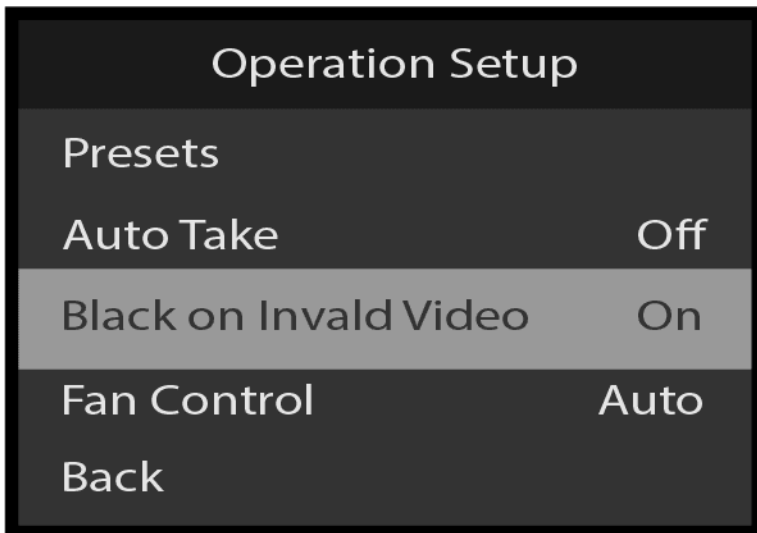 Operation Setup
Presets
Auto Take Off
Black on Invald Video On
Fan Control Auto
Back